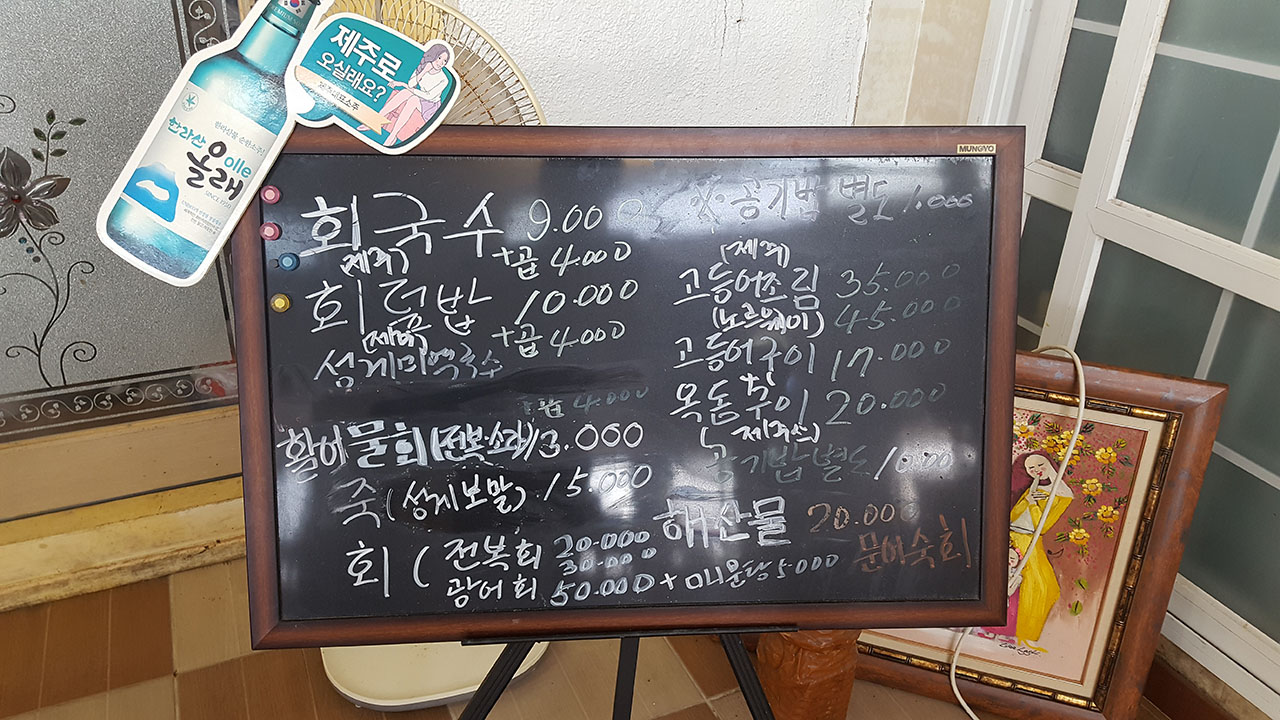 제주로
오실래요?
한라산
올래
olle
MUNGYO
회국수 9.000
(제주) +곱 4.000
회덮밥 10.000
(제주) +곱 4.000
성게미역국수
곱 4.000
활어물회(전복소라) 13.000
죽(성게보말) 15.000
회( 전복회 20.000
30.000
광어회 50.000 + 매운탕 5000
※ 공기밥 별도 1.000
(제주)
고등어조림 35.000
(노르웨이) 45.000
고등어구이 17.000
옥돔구이 20.000
(제주산)
공기밥별도 1000
해산물 20.000
문어숙회